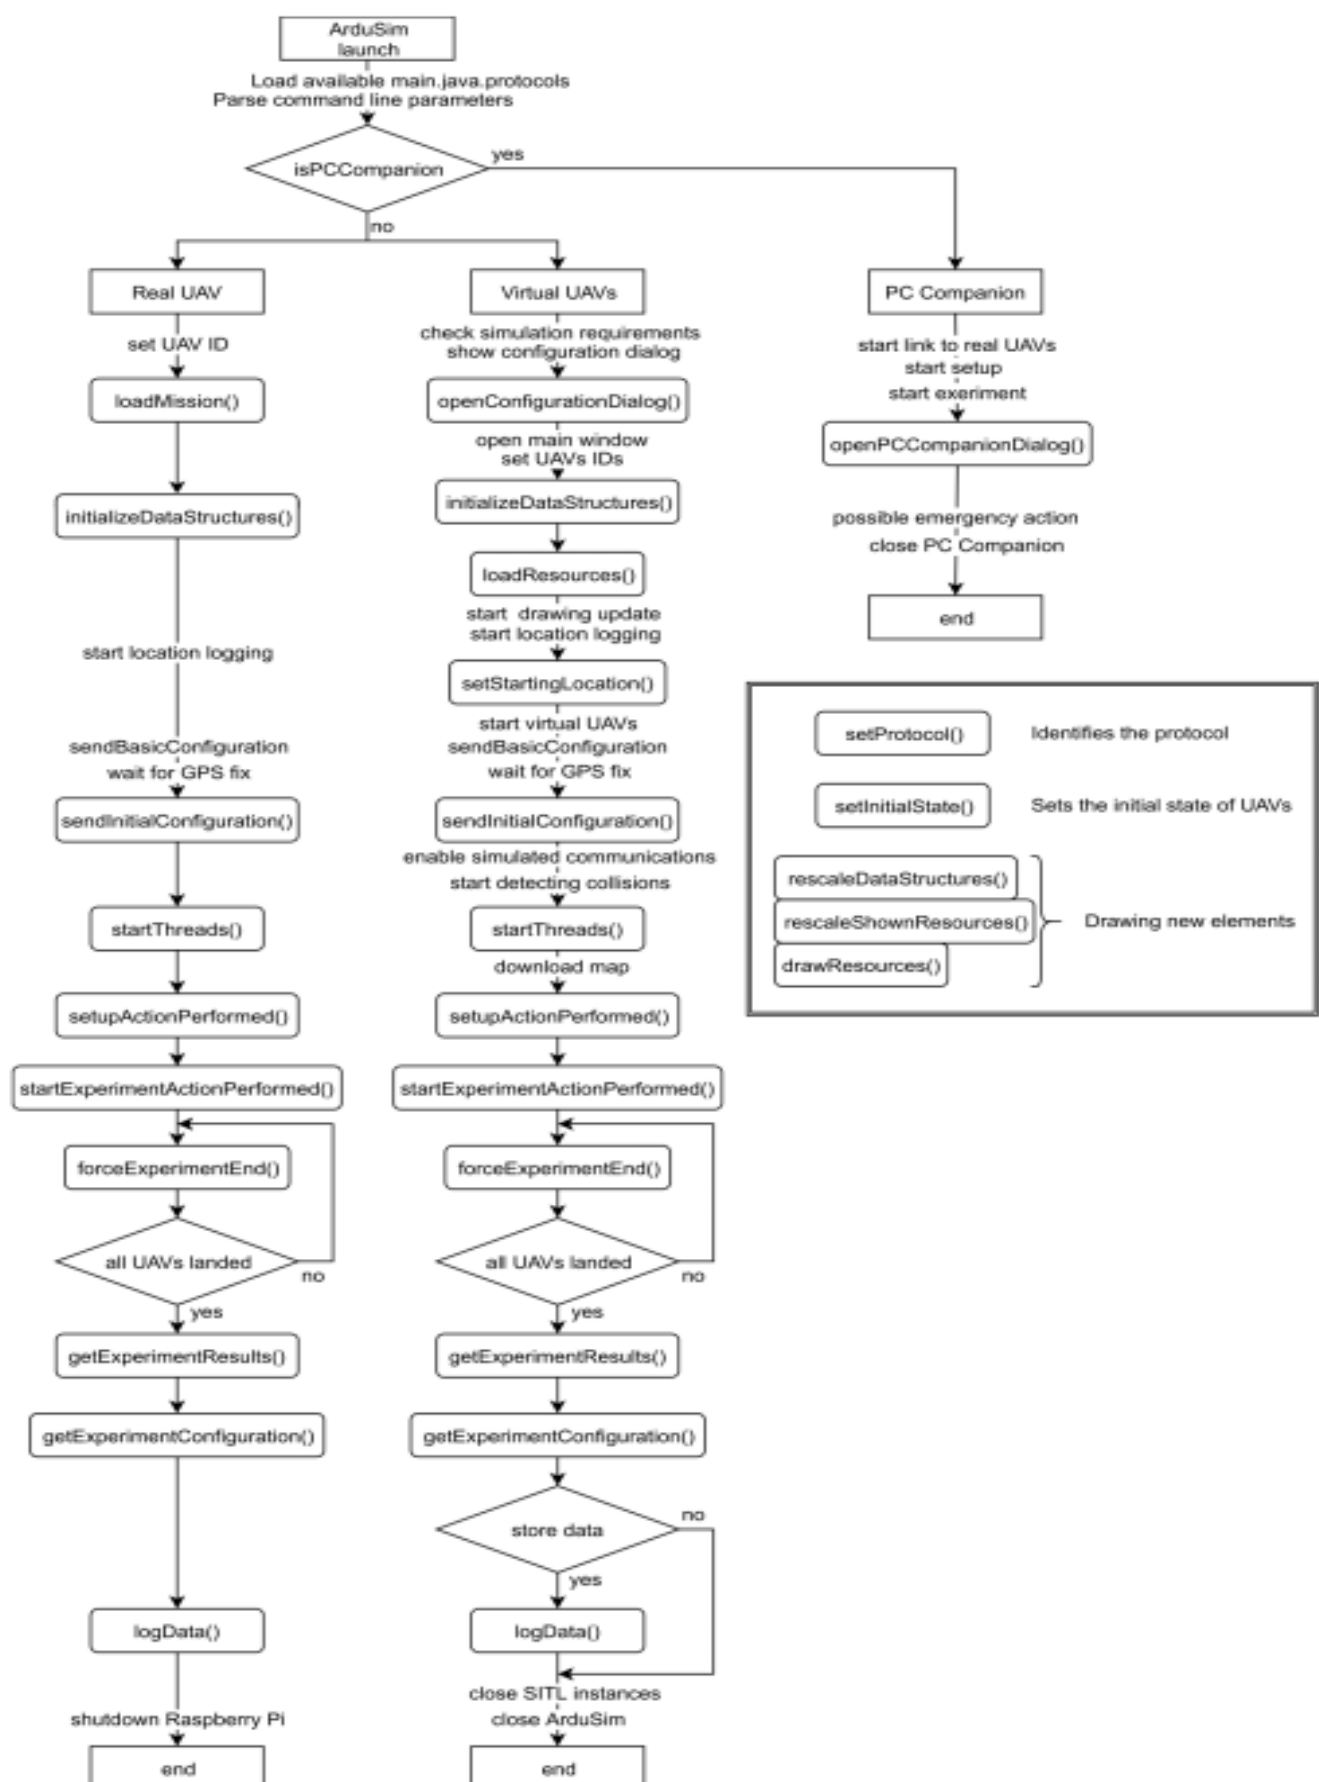 ArduSim
launch
Load available main.java.protocols
Parse command line parameters
isPCCompanion
yes
no
Real UAV
set UAV ID
loadMission()
initializeDataStructures()
start location logging
sendBasicConfiguration
wait for GPS fix
sendInitialConfiguration()
startThreads()
setupActionPerformed()
startExperimentActionPerformed()
forceExperimentEnd()
all UAVs landed
no
yes
getExperimentResults()
getExperimentConfiguration()
logData()
shutdown Raspberry Pi
end
Virtual UAVs
check simulation requirements
show configuration dialog
openConfigurationDialog()
open main window
set UAVs IDs
initializeDataStructures()
loadResources()
start drawing update
start location logging
setStartingLocation()
start virtual UAVs
sendBasicConfiguration
wait for GPS fix
sendInitialConfiguration()
enable simulated communications
start detecting collisions
startThreads()
download map
setupActionPerformed()
startExperimentActionPerformed()
forceExperimentEnd()
all UAVs landed
no
yes
getExperimentResults()
getExperimentConfiguration()
store data
no
yes
logData()
close SITL instances
close ArduSim
end
PC Companion
start link to real UAVs
start setup
start exeriment
openPCCompanionDialog()
possible emergency action
close PC Companion
end
setProtocol()
Identifies the protocol
setInitialState()
Sets the initial state of UAVs
rescaleDataStructures()
rescaleShownResources()
drawResources()
Drawing new elements